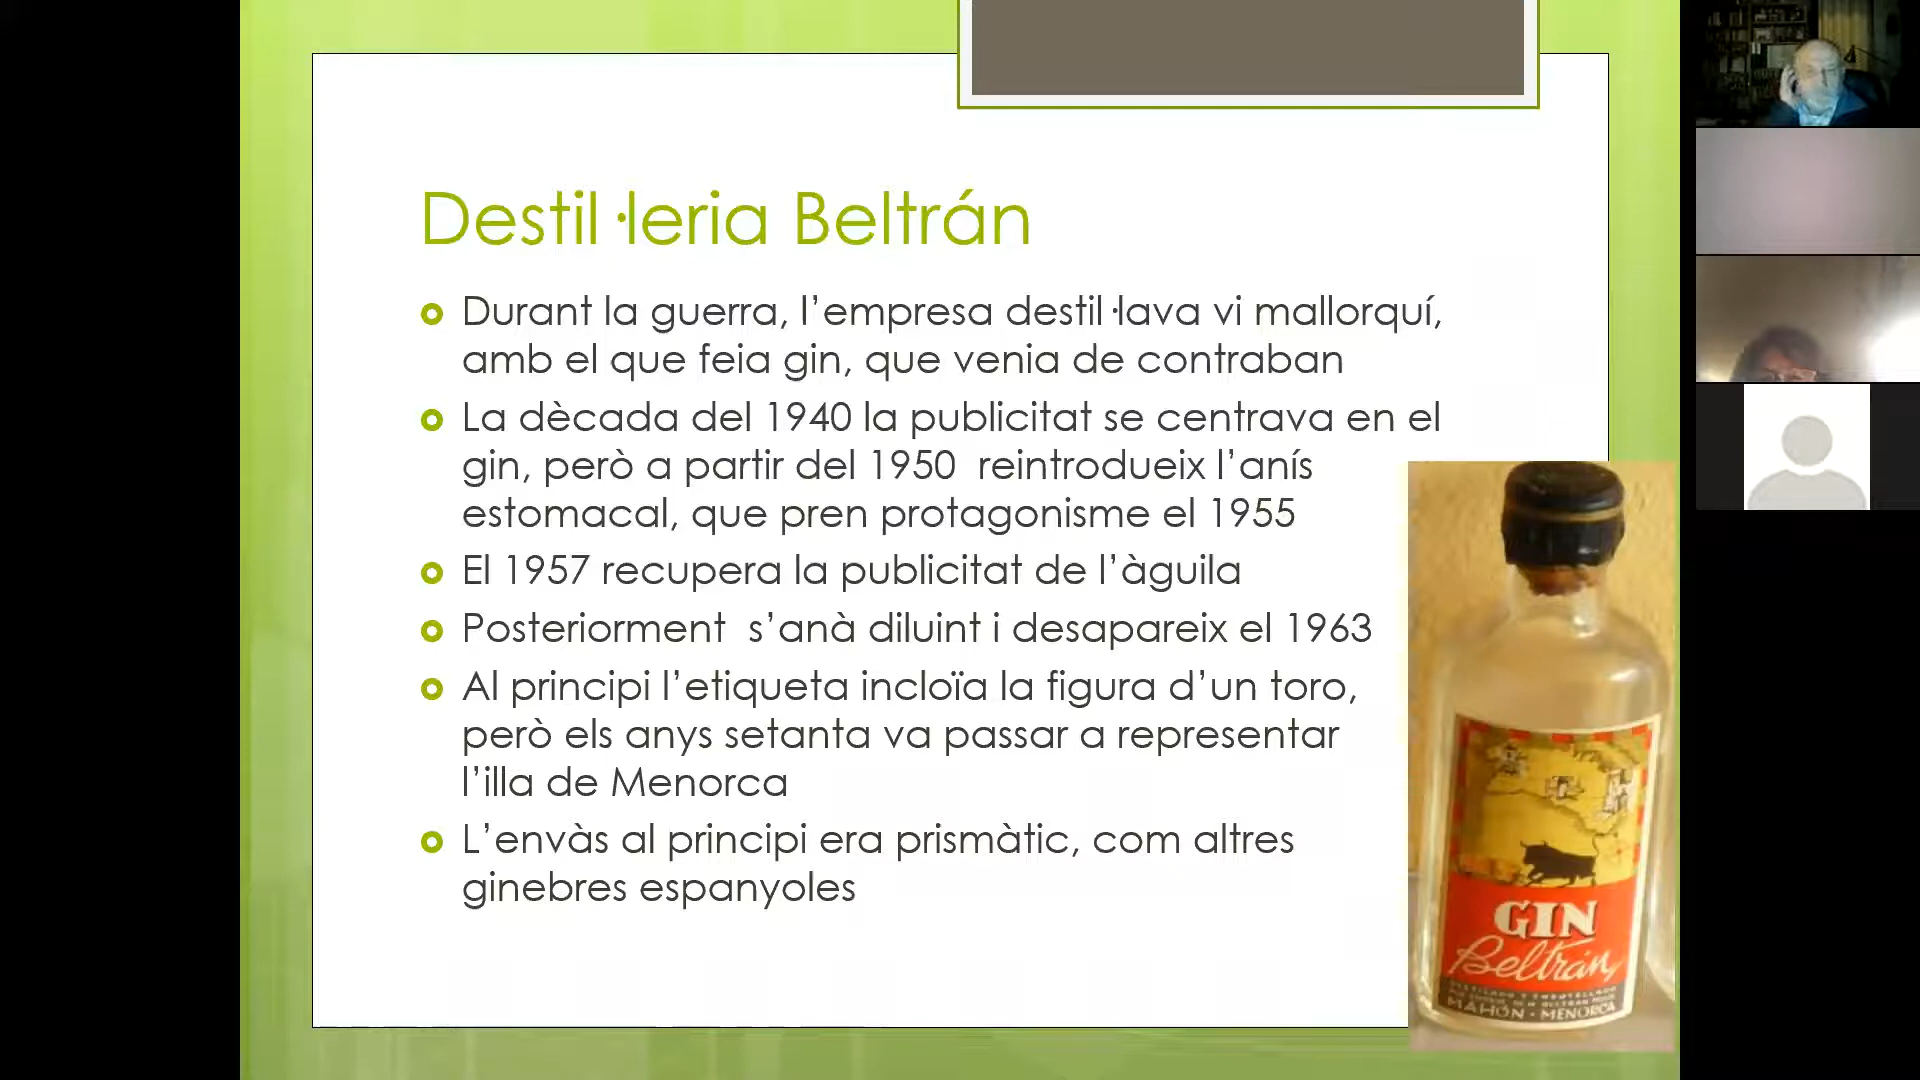 Destil·leria Beltrán
Durant la guerra, l’empresa destil·lava vi mallorquí,
amb el que feia gin, que venia de contraban
La dècada del 1940 la publicitat se centrava en el
gin, però a partir del 1950 reintrodueix l’anís
estomacal, que pren protagonisme el 1955
El 1957 recupera la publicitat de l’àguila
Posteriorment s’anà diluint i desapareix el 1963
Al principi l’etiqueta incloïa la figura d’un toro,
però els anys setanta va passar a representar
l’illa de Menorca
L’envàs al principi era prismàtic, com altres
ginebres espanyoles
GIN
Beltrán
DESTILADO Y EMBOTELLADO
MAHÓN - MENORCA